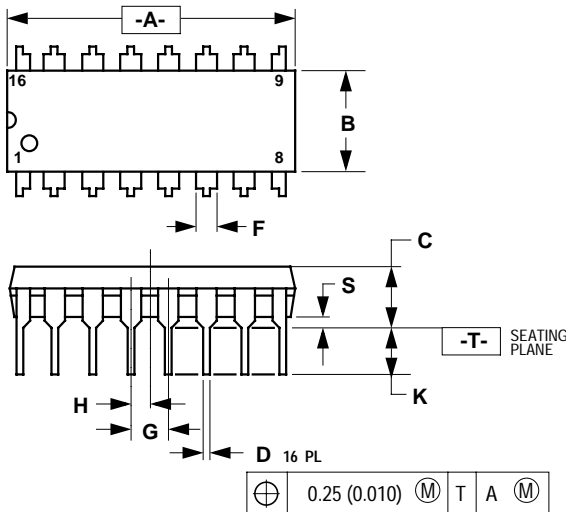 -A-
16 9
B
1 8
F
C
S
-T- SEATING
PLANE
K
H
G
D 16 PL
⌖ 0.25 (0.010) Ⓜ T A Ⓜ